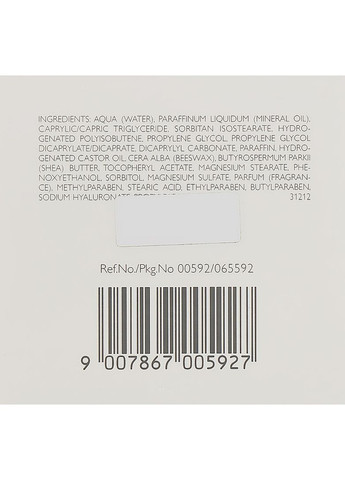 INGREDIENTS: AQUA (WATER), PARAFFINUM LIQUIDUM (MINERAL OIL),
CAPRYLIC/CAPRIC TRIGLYCERIDE, SORBITAN ISOSTEARATE, HYDRO-
GENATED POLYISOBUTENE, PROPYLENE GLYCOL, PROPYLENE GLYCOL
DICAPRYLATE/DICAPRATE, DICAPRYLYL CARBONATE, PARAFFIN, HYDRO-
GENATED CASTOR OIL, CERA ALBA (BEESWAX), BUTYROSPERMUM PARKII
(SHEA) BUTTER, TOCOPHERYL ACETATE, MAGNESIUM STEARATE, PHE-
NOXYETHANOL, SORBITOL, MAGNESIUM SULFATE, PARFUM (FRAGRAN-
CE), METHYLPARABEN, STEARIC ACID, ETHYLPARABEN, BUTYLPARABEN,
SODIUM HYALURONATE 31212
Ref.No./Pkg.No 00592/065592
9 007867 005927